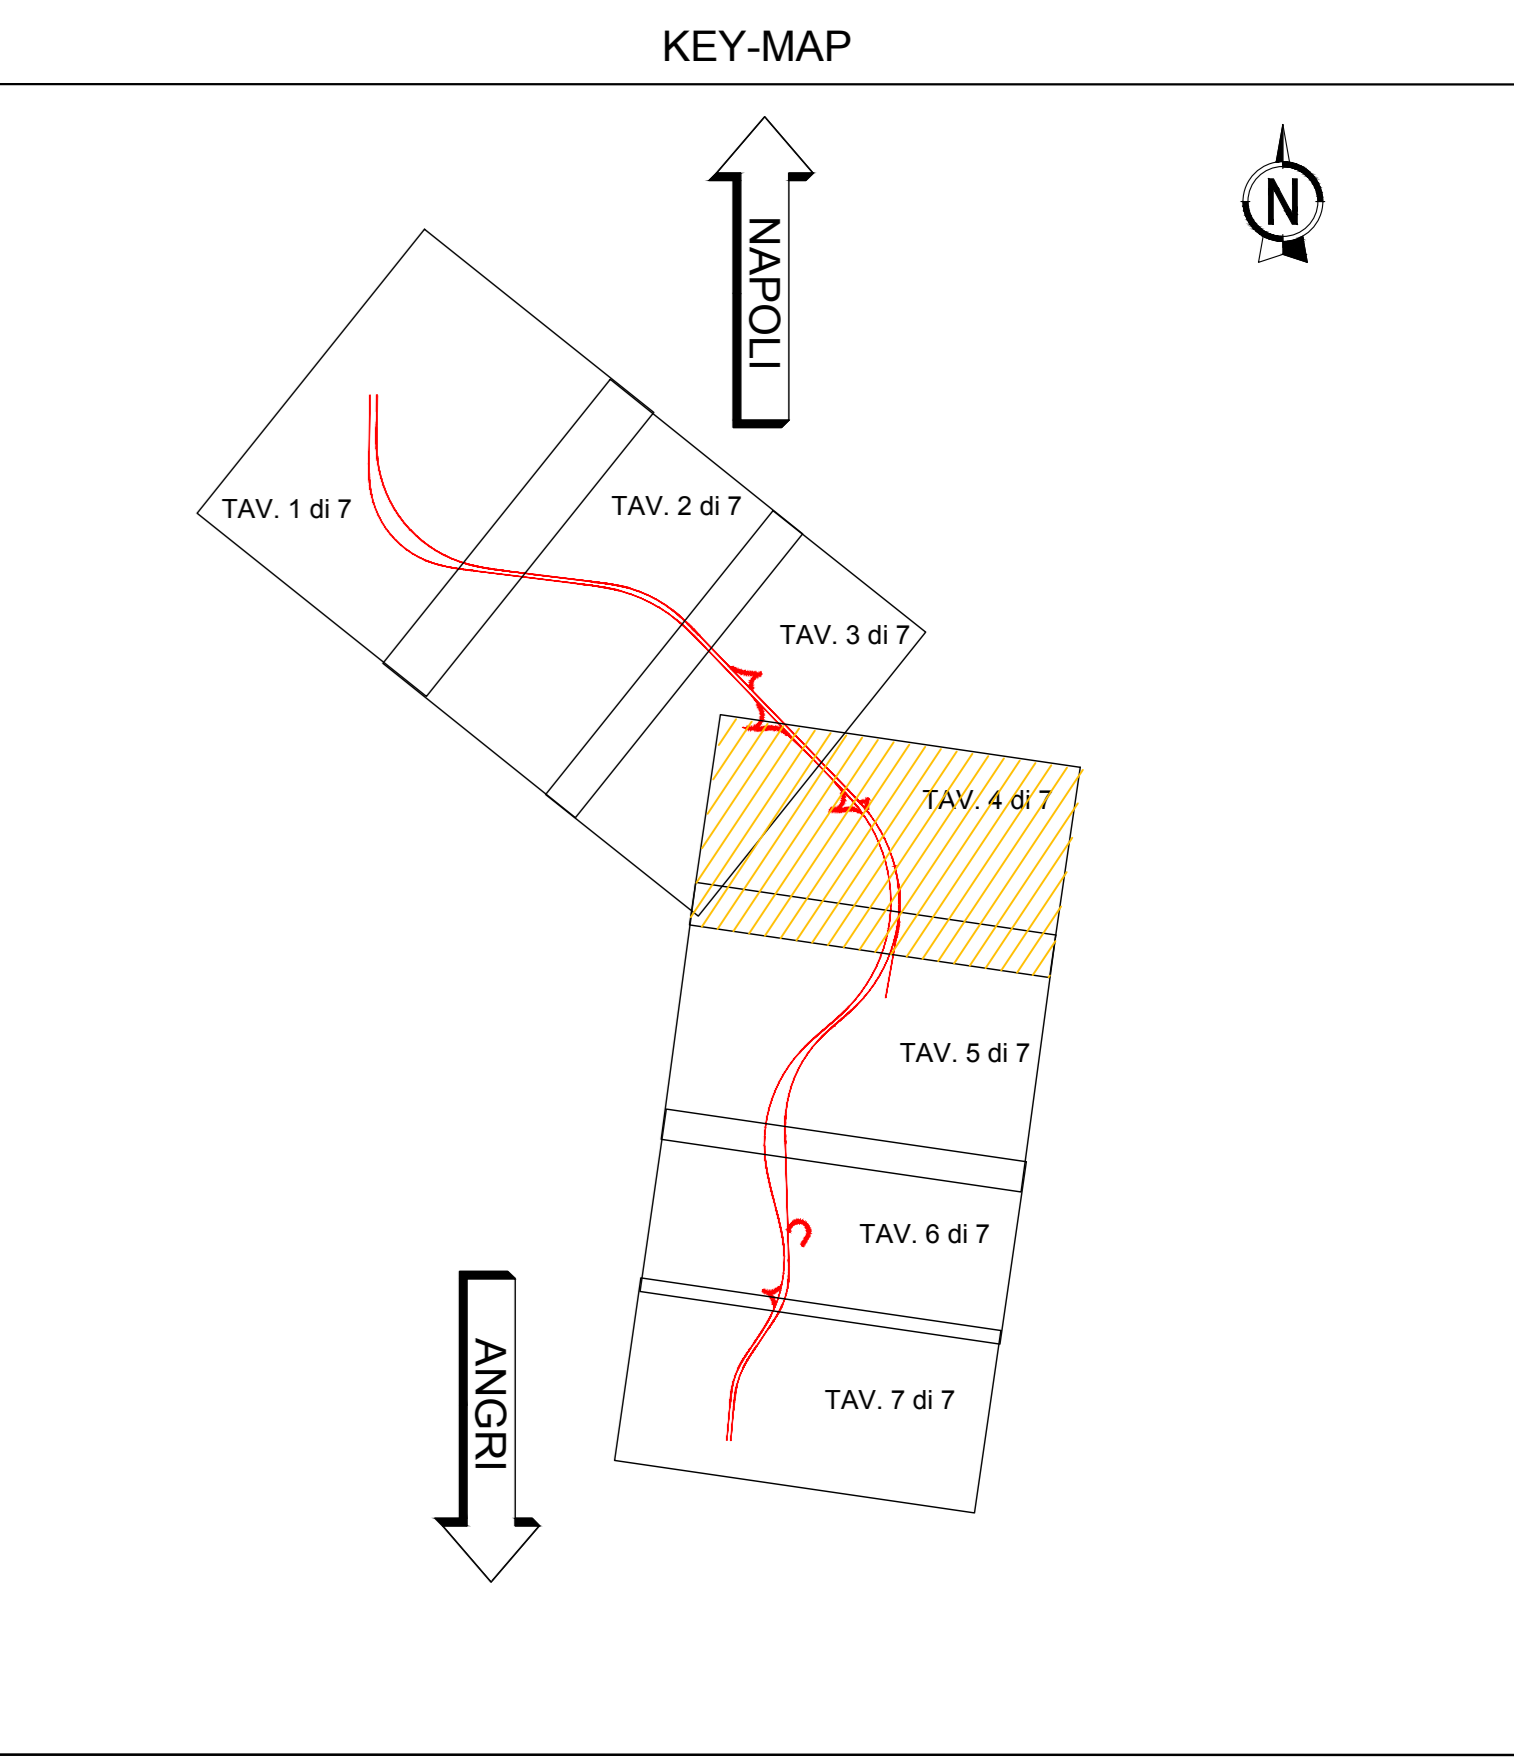 KEY-MAP
NAPOLI
N
TAV. 1 di 7
TAV. 2 di 7
TAV. 3 di 7
TAV. 4 di 7
TAV. 5 di 7
TAV. 6 di 7
ANGRI
TAV. 7 di 7